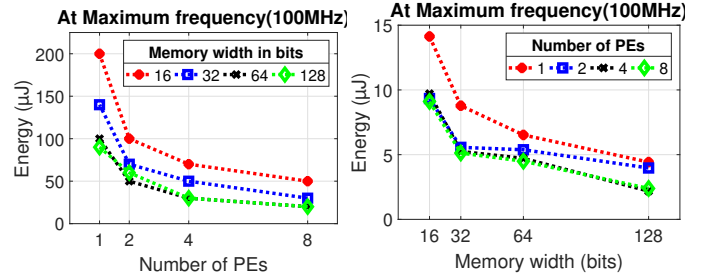 At Maximum frequency(100MHz)
Memory width in bits
16 32 64 128
Energy (µJ)
200
150
100
50
0
1 2 4 8
Number of PEs
At Maximum frequency(100MHz)
Number of PEs
1 2 4 8
Energy (µJ)
15
10
5
0
16 32 64 128
Memory width (bits)